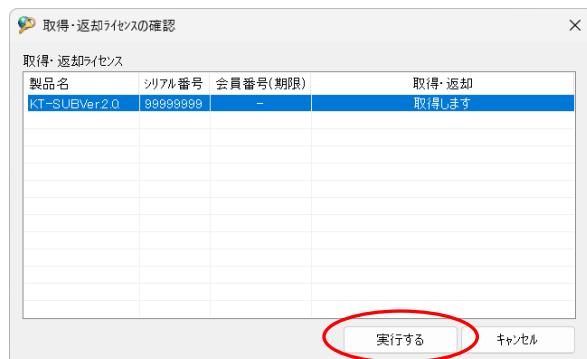 取得・返却ライセンスの確認
取得・返却ライセンス
製品名 シリアル番号 会員番号(期限) 取得・返却
KT-SUBVer.2.0. 99999999 - 取得します
実行する キャンセル